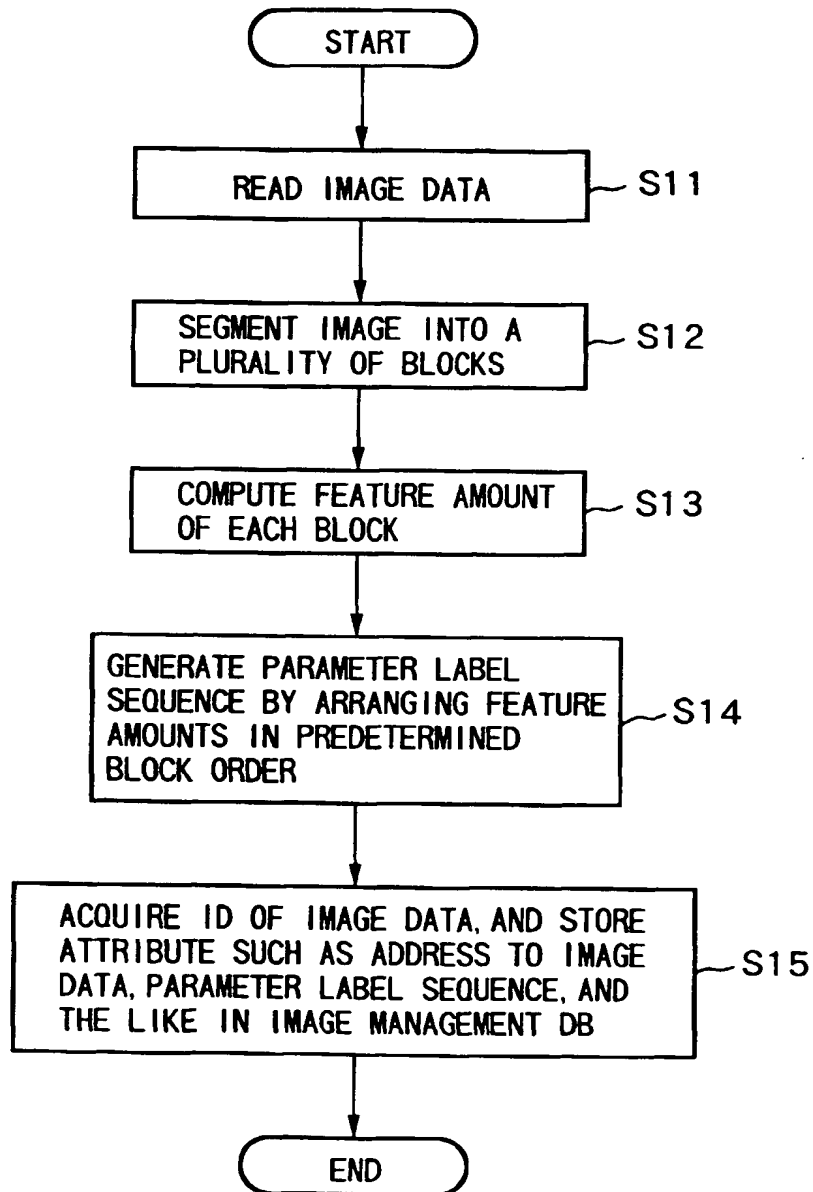 START
READ IMAGE DATA
S11
SEGMENT IMAGE INTO A
PLURALITY OF BLOCKS
S12
COMPUTE FEATURE AMOUNT
OF EACH BLOCK
S13
GENERATE PARAMETER LABEL
SEQUENCE BY ARRANGING FEATURE
AMOUNTS IN PREDETERMINED
BLOCK ORDER
S14
ACQUIRE ID OF IMAGE DATA, AND STORE
ATTRIBUTE SUCH AS ADDRESS TO IMAGE
DATA, PARAMETER LABEL SEQUENCE, AND
THE LIKE IN IMAGE MANAGEMENT DB
S15
END